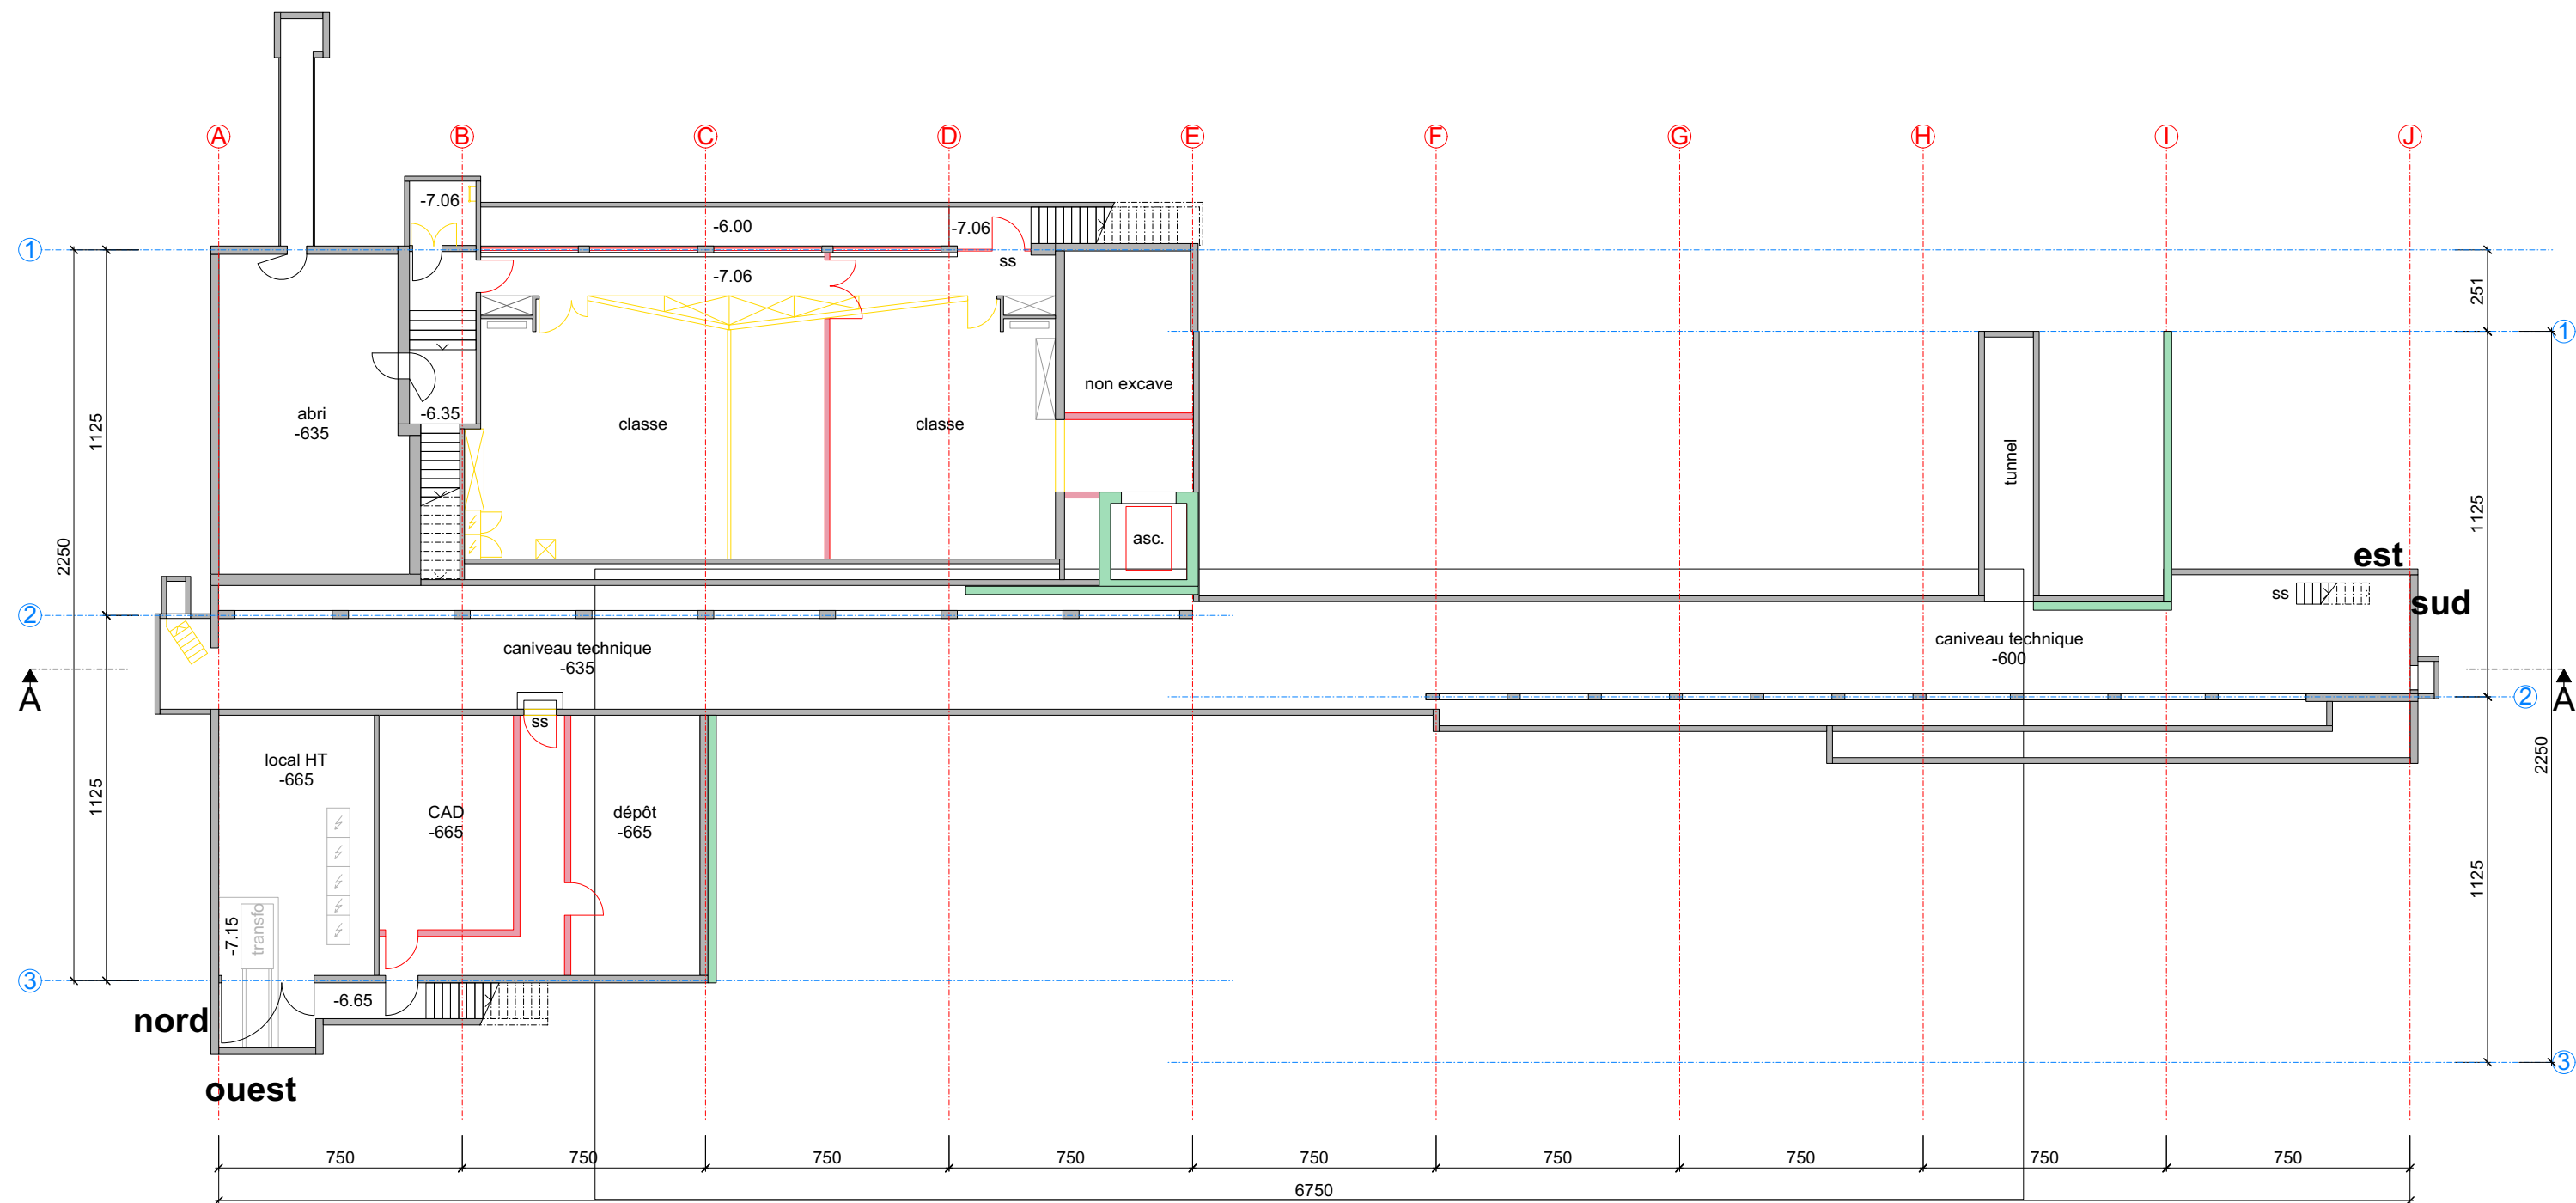 A B C D E F G H I J
-7.06
-6.00
-7.06
1
ss
-7.06
251
1
non excave
abri
-635
-6.35
classe
classe
1125
tunnel
1125
2250
asc.
est
ss
sud
2
caniveau technique
-635
caniveau technique
-600
A
A
2
ss
local HT
-665
CAD
-665
dépôt
-665
2250
1125
1125
transfo
-7.15
3
-6.65
nord
3
ouest
750 750 750 750 750 750 750 750 750
6750